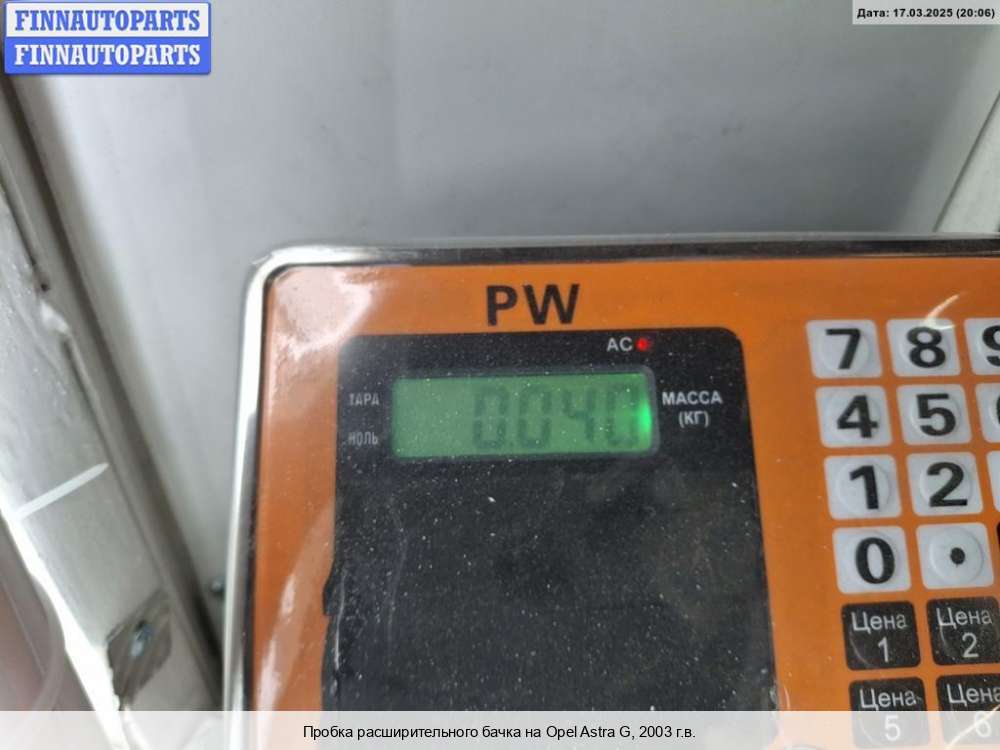 FINNAUTOPARTS
FINNAUTOPARTS
Дата: 17.03.2025 (20:06)
PW
AC
ТАРА
НОЛЬ
0.040
МАССА
(КГ)
7 8 9
4 5
1 2
0 .
Цена 1
Цена 2
Цена 5
Цена 6
Пробка расширительного бачка на Opel Astra G, 2003 г.в.